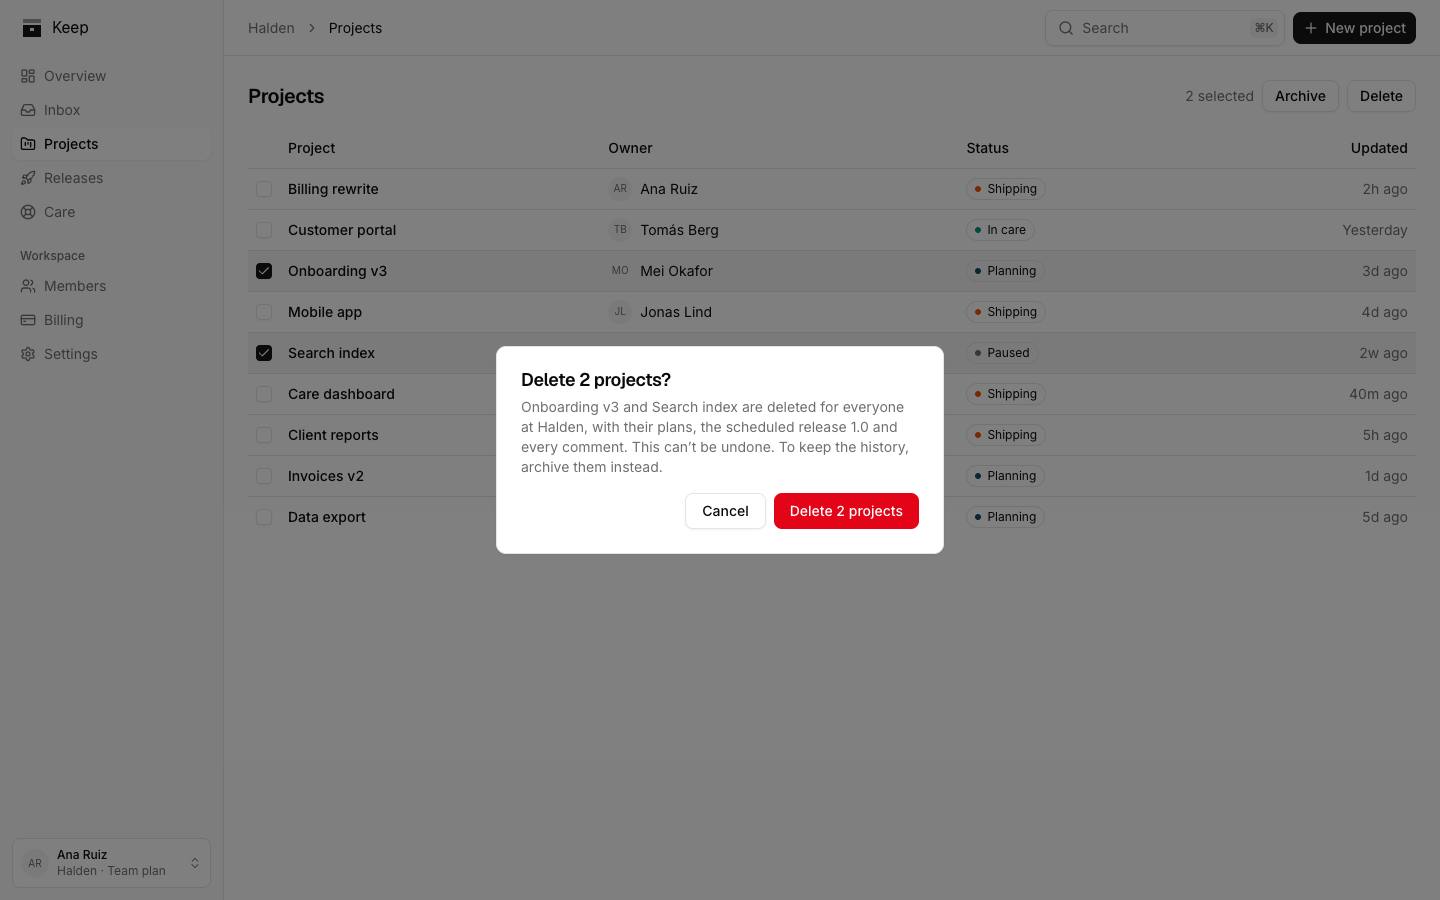 Keep
Overview
Inbox
Projects
Releases
Care
Workspace
Members
Billing
Settings
AR
Ana Ruiz
Halden · Team plan
Halden
Projects
Search
⌘K
New project
Projects
2 selected
Archive
Delete
Project Owner Status Updated
Billing rewrite AR Ana Ruiz Shipping 2h ago
Customer portal TB Tomás Berg In care Yesterday
Onboarding v3 MO Mei Okafor Planning 3d ago
Mobile app JL Jonas Lind Shipping 4d ago
Search index Paused 2w ago
Care dashboard Shipping 40m ago
Client reports Shipping 5h ago
Invoices v2 Planning 1d ago
Data export Planning 5d ago
Delete 2 projects?
Onboarding v3 and Search index are deleted for everyone
at Halden, with their plans, the scheduled release 1.0 and
every comment. This can’t be undone. To keep the history,
archive them instead.
Cancel
Delete 2 projects